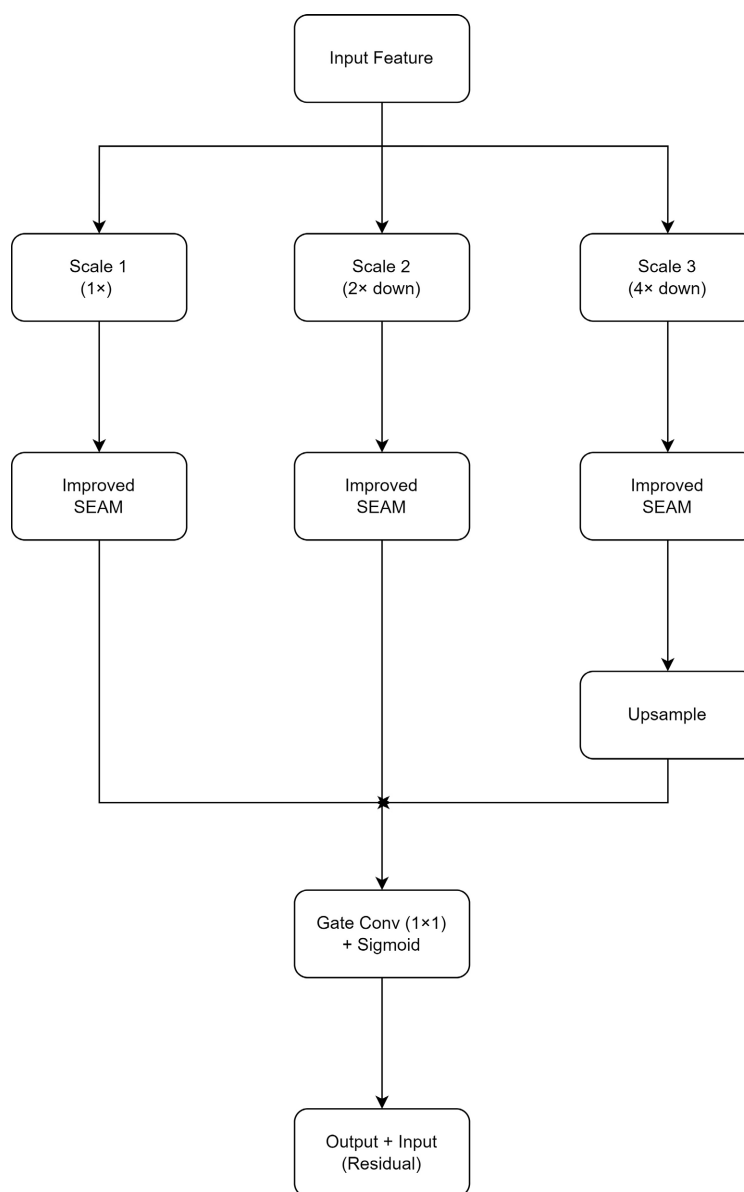 Input Feature
Scale 1
(1×)
Scale 2
(2× down)
Scale 3
(4× down)
Improved
SEAM
Improved
SEAM
Improved
SEAM
Upsample
Gate Conv (1×1)
+ Sigmoid
Output + Input
(Residual)